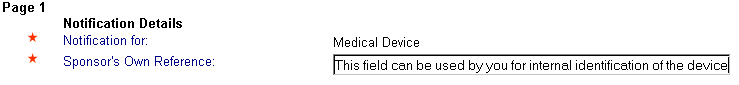 Page 1
Notification Details
Notification for: Medical Device
Sponsor's Own Reference: This field can be used by you for internal identification of the device